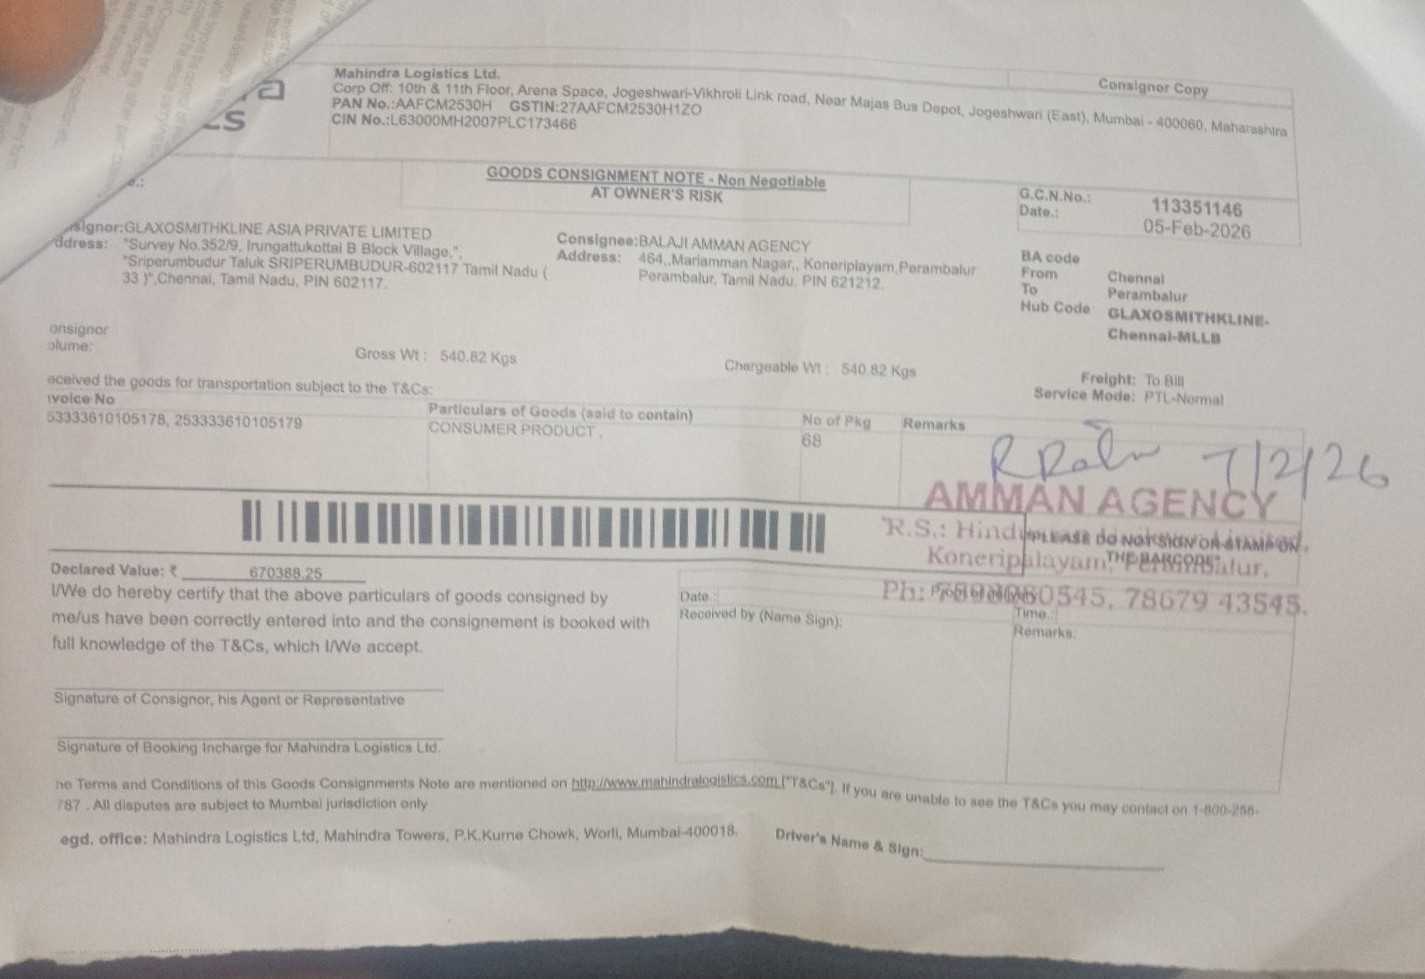 Mahindra Logistics Ltd.
Consignor Copy
Corp Off: 10th & 11th Floor, Arena Space, Jogeshwari-Vikhroli Link road, Near Majas Bus Depot, Jogeshwari (East), Mumbai - 400060, Maharashtra
PAN No.:AAFCM2530H GSTIN:27AAFCM2530H1ZO
CIN No.:L63000MH2007PLC173466
GOODS CONSIGNMENT NOTE - Non Negotiable
AT OWNER'S RISK
G.C.N.No.: 113351146
Date.: 05-Feb-2026
signor:GLAXOSMITHKLINE ASIA PRIVATE LIMITED
ddress: "Survey No.352/9, Irungattukottai B Block Village,",
"Sriperumbudur Taluk SRIPERUMBUDUR-602117 Tamil Nadu (
33 )",Chennai, Tamil Nadu, PIN 602117.
Consignee:BALAJI AMMAN AGENCY
Address: 464,,Mariamman Nagar,, Koneriplayam,Perambalur
Perambalur, Tamil Nadu. PIN 621212.
BA code
From Chennai
To Perambalur
Hub Code GLAXOSMITHKLINE-
Chennai-MLLB
onsignor
olume:
Gross Wt : 540.82 Kgs
Chargeable Wt : 540.82 Kgs
Freight: To Bill
Service Mode: PTL-Normal
eceived the goods for transportation subject to the T&Cs:
nvoice No
53333610105178, 253333610105179
Particulars of Goods (said to contain)
CONSUMER PRODUCT ,
No of Pkg
68
Remarks
7/2/26
AMMAN AGENCY
R.S.:
PLEASE DO NOT SIGN OR STAMP ON
THE BARCODE"
Koneripalayam,
Ph: 78679 43545.
Declared Value: ₹ 670388.25
I/We do hereby certify that the above particulars of goods consigned by
me/us have been correctly entered into and the consignement is booked with
full knowledge of the T&Cs, which I/We accept.
Date :
Received by (Name Sign):
Time :
Remarks:
Signature of Consignor, his Agent or Representative
Signature of Booking Incharge for Mahindra Logistics Ltd.
he Terms and Conditions of this Goods Consignments Note are mentioned on http://www.mahindralogistics.com ["T&Cs"]. If you are unable to see the T&Cs you may contact on 1-800-258-
787 . All disputes are subject to Mumbai jurisdiction only
egd. office: Mahindra Logistics Ltd, Mahindra Towers, P.K.Kurne Chowk, Worli, Mumbai-400018.
Driver's Name & Sign: